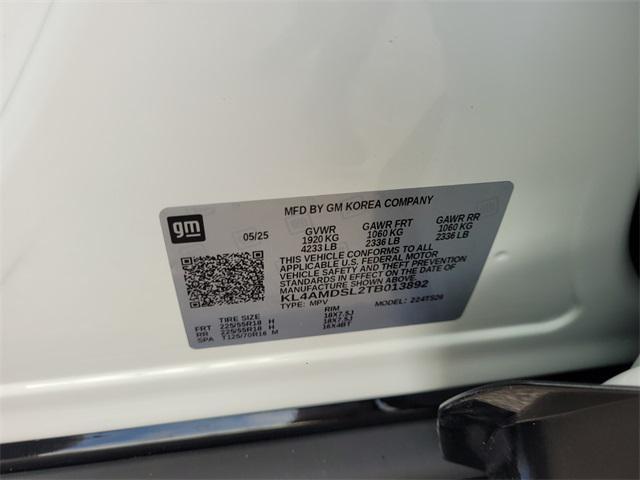 MFD BY GM KOREA COMPANY
gm
05/25 GVWR GAWR FRT GAWR RR
1920 KG 1060 KG 1060 KG
4233 LB 2336 LB 2336 LB
THIS VEHICLE CONFORMS TO ALL
APPLICABLE U.S. FEDERAL MOTOR
VEHICLE SAFETY AND THEFT
PREVENTION STANDARDS IN EFFECT
ON THE DATE OF
MANUFACTURE SHOWN ABOVE.
KL4AMDSL2TB013892
TYPE: MPV MODEL: 224TS26
TIRE SIZE RIM
FRT 225/55R18 H 18X7.5J
RR 225/55R18 H 18X7.5J
SPA T125/70R16 M 16X4BT